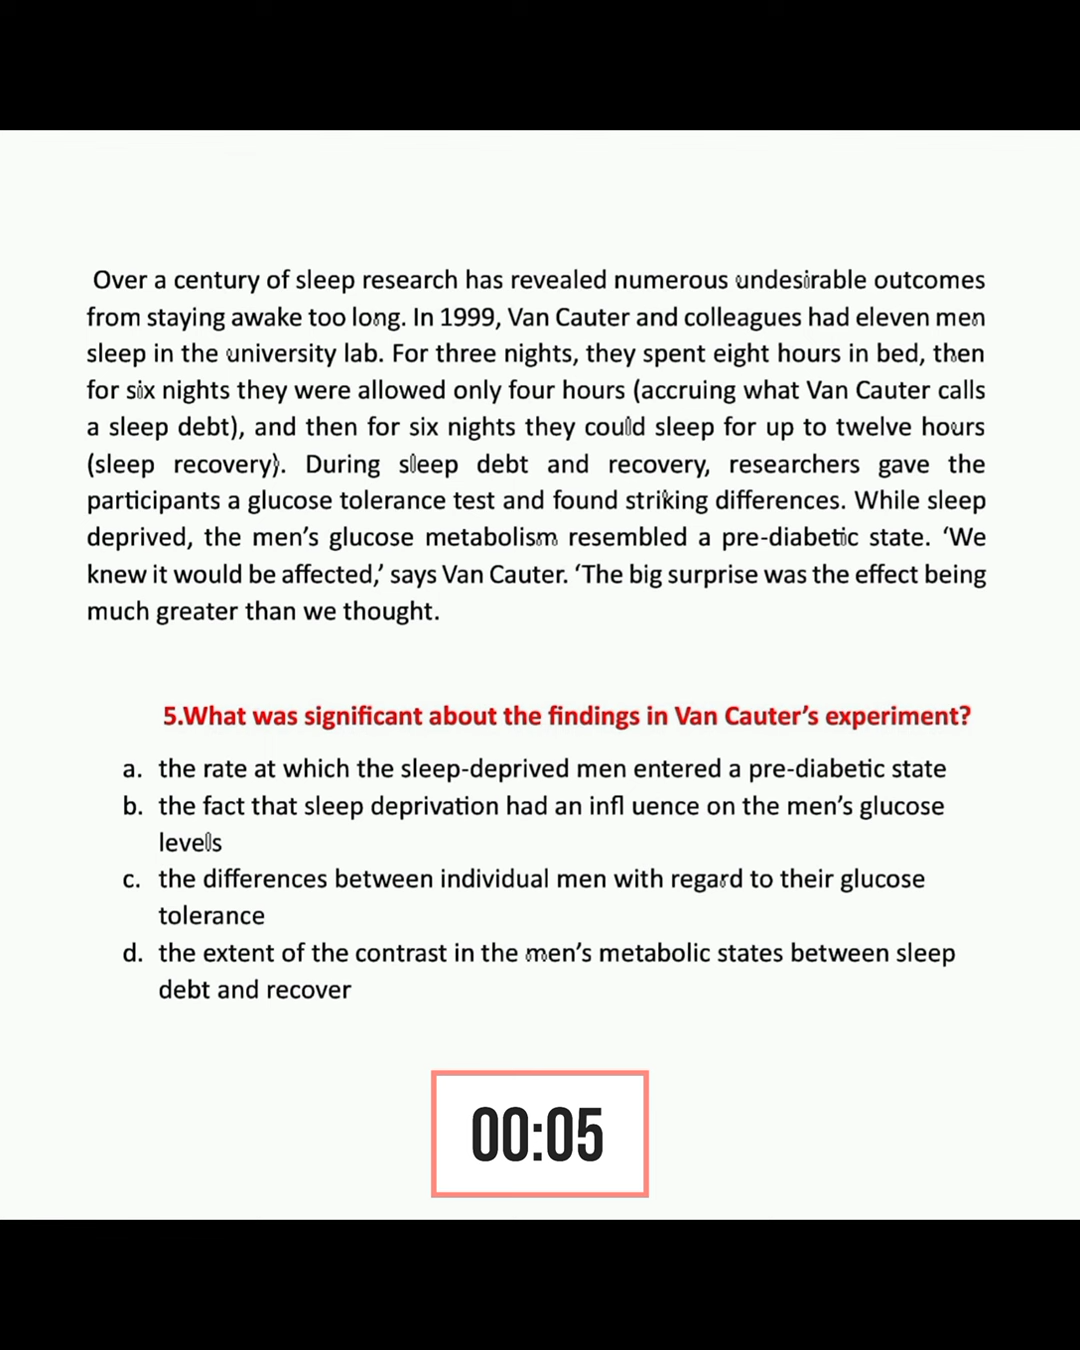 Over a century of sleep research has revealed numerous undesirable outcomes
from staying awake too long. In 1999, Van Cauter and colleagues had eleven men
sleep in the university lab. For three nights, they spent eight hours in bed, then
for six nights they were allowed only four hours (accruing what Van Cauter calls
a sleep debt), and then for six nights they could sleep for up to twelve hours
(sleep recovery). During sleep debt and recovery, researchers gave the
participants a glucose tolerance test and found striking differences. While sleep
deprived, the men’s glucose metabolism resembled a pre-diabetic state. ‘We
knew it would be affected,’ says Van Cauter. ‘The big surprise was the effect being
much greater than we thought.
5.What was significant about the findings in Van Cauter’s experiment?
a. the rate at which the sleep-deprived men entered a pre-diabetic state
b. the fact that sleep deprivation had an infl uence on the men’s glucose
levels
c. the differences between individual men with regard to their glucose
tolerance
d. the extent of the contrast in the men’s metabolic states between sleep
debt and recover
00:05